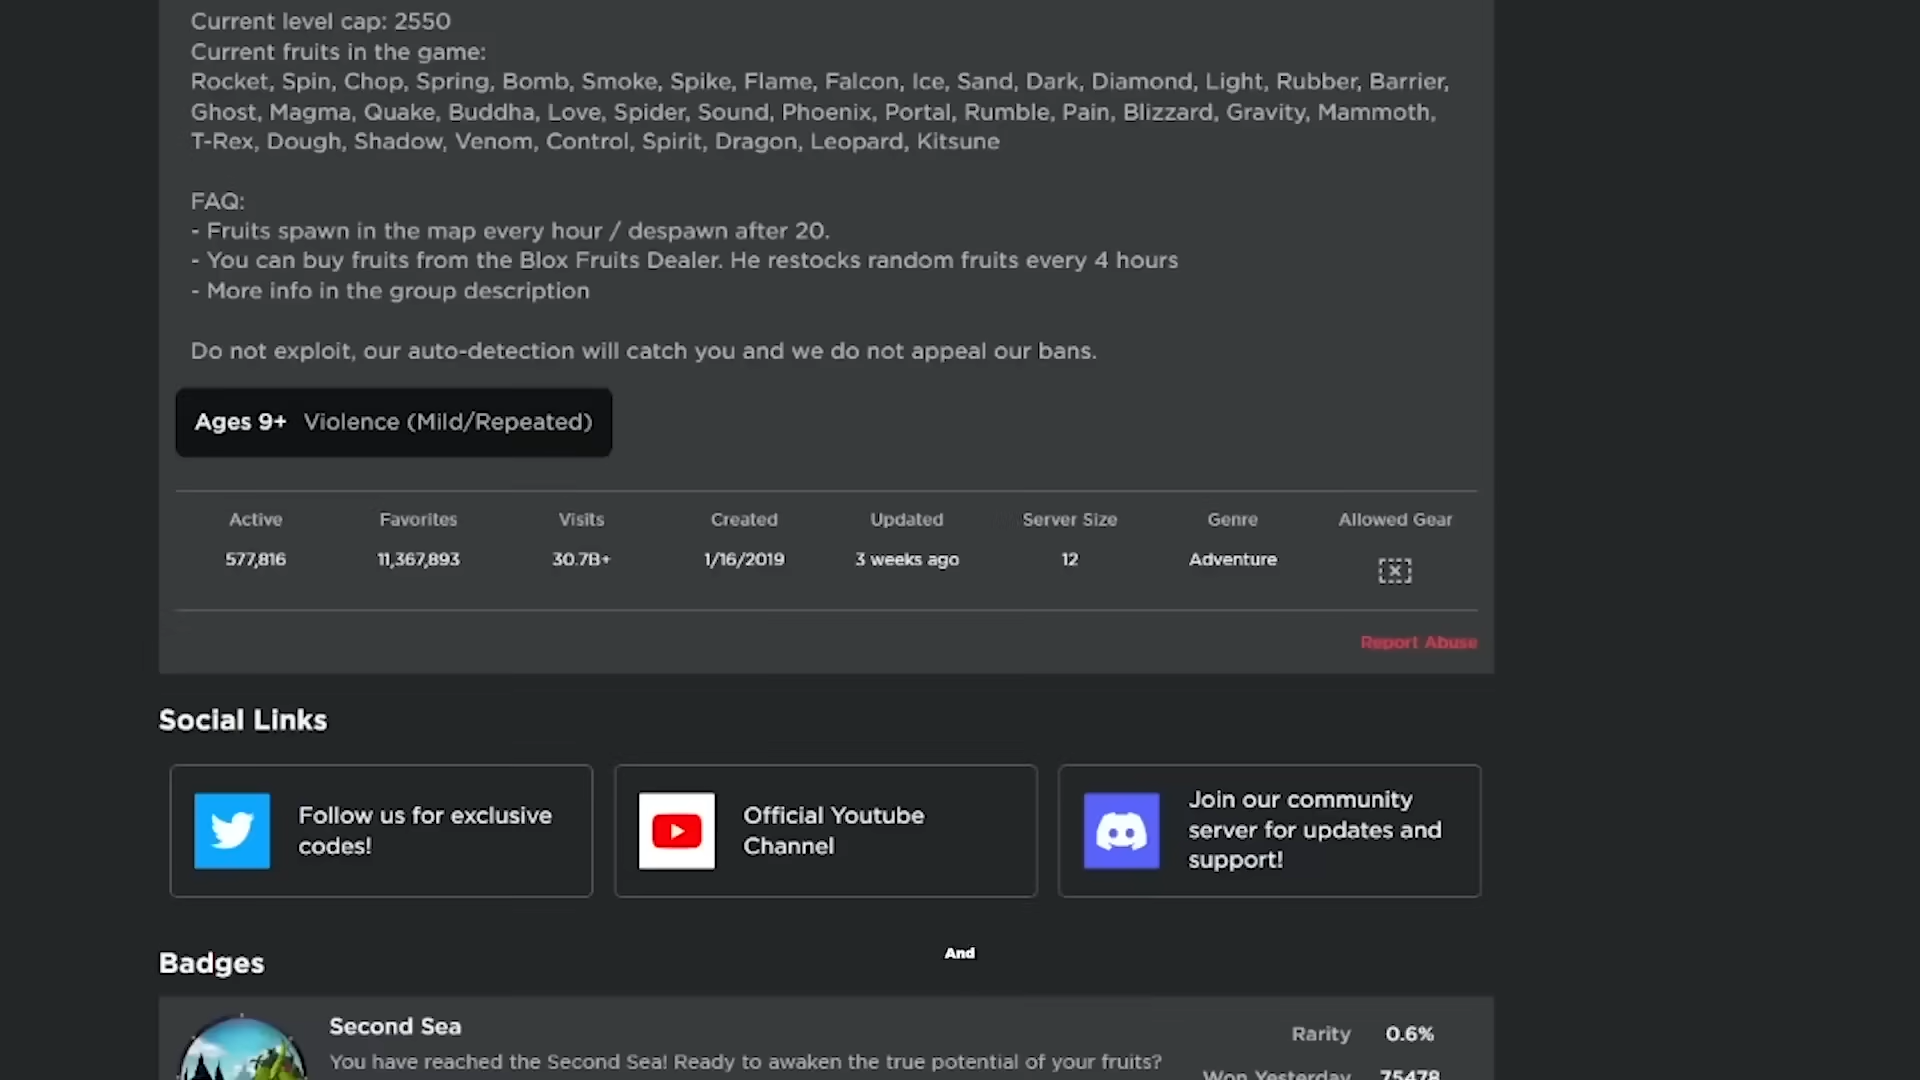 Current level cap: 2550
Current fruits in the game:
Rocket, Spin, Chop, Spring, Bomb, Smoke, Spike, Flame, Falcon, Ice, Sand, Dark, Diamond, Light, Rubber, Barrier,
Ghost, Magma, Quake, Buddha, Love, Spider, Sound, Phoenix, Portal, Rumble, Pain, Blizzard, Gravity, Mammoth,
T-Rex, Dough, Shadow, Venom, Control, Spirit, Dragon, Leopard, Kitsune
FAQ:
- Fruits spawn in the map every hour / despawn after 20.
- You can buy fruits from the Blox Fruits Dealer. He restocks random fruits every 4 hours
- More info in the group description
Do not exploit, our auto-detection will catch you and we do not appeal our bans.
Ages 9+ Violence (Mild/Repeated)
Active Favorites Visits Created Updated Server Size Genre Allowed Gear
577,816 11,367,893 30.7B+ 1/16/2019 3 weeks ago 12 Adventure
Report Abuse
Social Links
Follow us for exclusive
codes!
Official Youtube
Channel
Join our community
server for updates and
support!
And
Badges
Second Sea
Rarity 0.6%
You have reached the Second Sea! Ready to awaken the true potential of your fruits?
Won Yesterday 75478